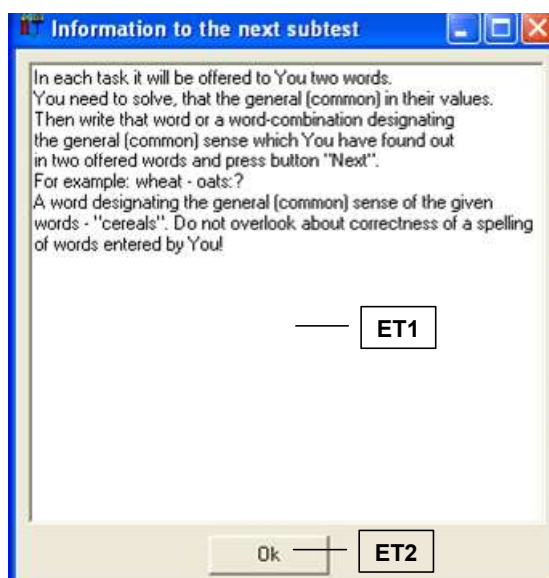 Information to the next subtest
In each task it will be offered to You two words.
You need to solve, that the general (common) in their values.
Then write that word or a word-combination designating
the general (common) sense which You have found out
in two offered words and press button "Next".
For example: wheat - oats:?
A word designating the general (common) sense of the given
words - "cereals". Do not overlook about correctness of a spelling
of words entered by You!
ET1
Ok
ET2